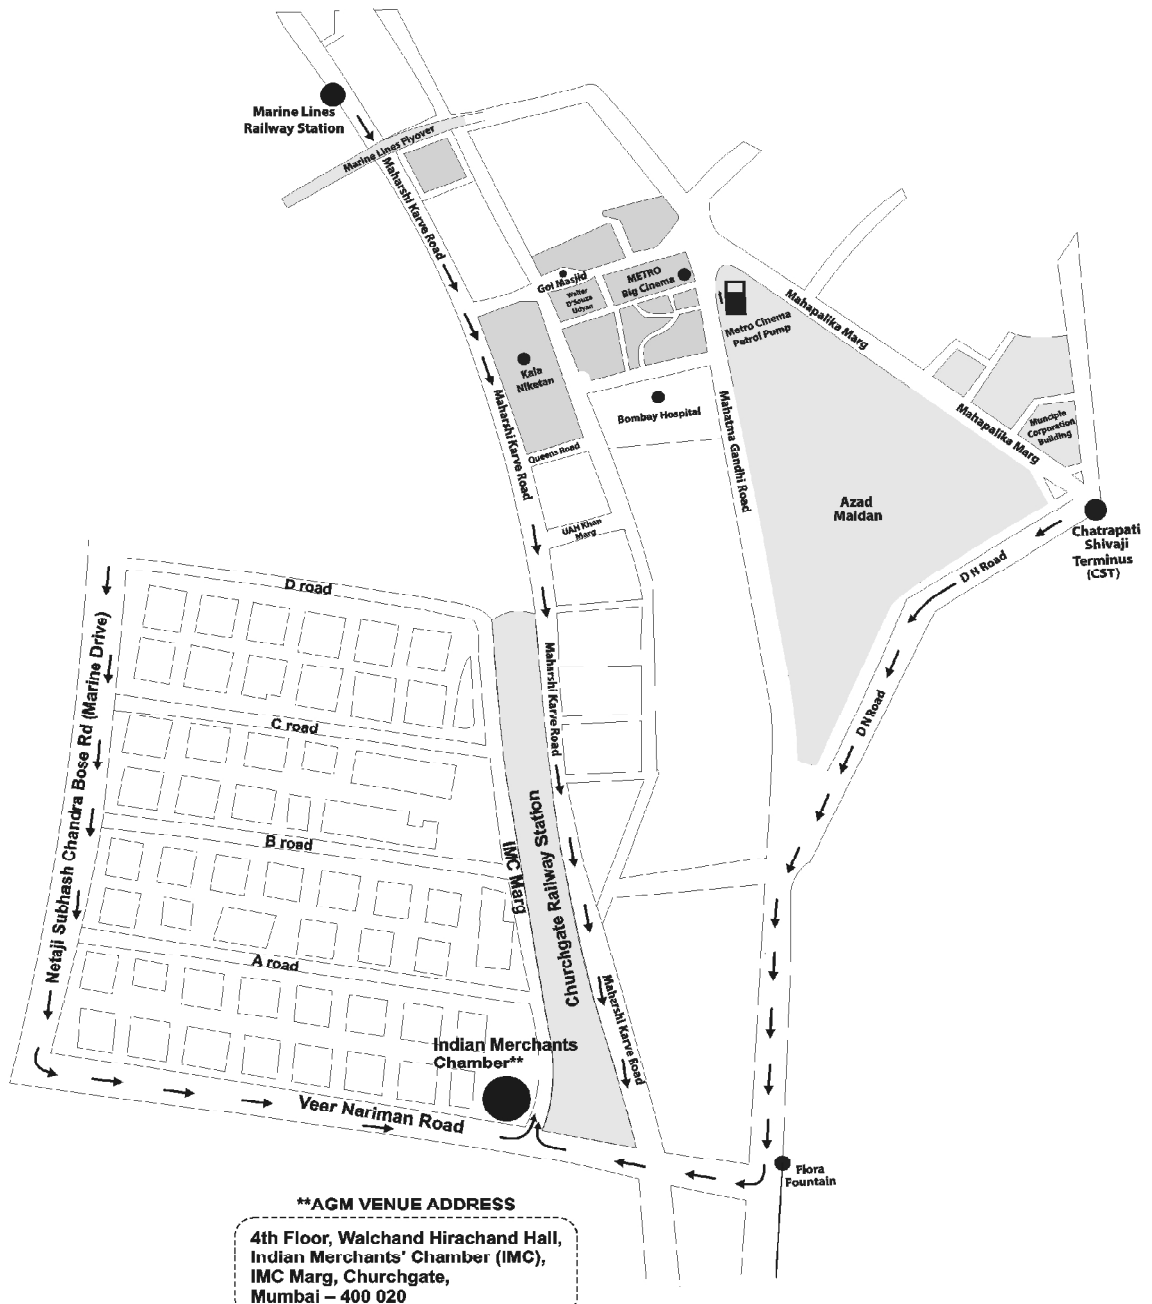 Marine Lines
Railway Station
Marine Lines Flyover
Maharshi Karve Road
Gol Masjid
METRO
Big Cinema
Walter
D'Souza
Udyan
Metro Cinema
Petrol Pump
Mahapalika Marg
Kala
Niketan
Bombay Hospital
Maharshi Karve Road
Queens Road
Mahatma Gandhi Road
Mahapalika Marg
Munciple
Corporation
Building
Azad
Maidan
UAH Khan
Marg
Chatrapati
Shivaji
Terminus
(CST)
D N Road
D road
Netaji Subhash Chandra Bose Rd (Marine Drive)
Maharshi Karve Road
D N Road
C road
Churchgate Railway Station
B road
IMC Marg
A road
Maharshi Karve Road
Indian Merchants
Chamber**
Veer Nariman Road
Flora
Fountain
**AGM VENUE ADDRESS
4th Floor, Walchand Hirachand Hall,
Indian Merchants' Chamber (IMC),
IMC Marg, Churchgate,
Mumbai – 400 020